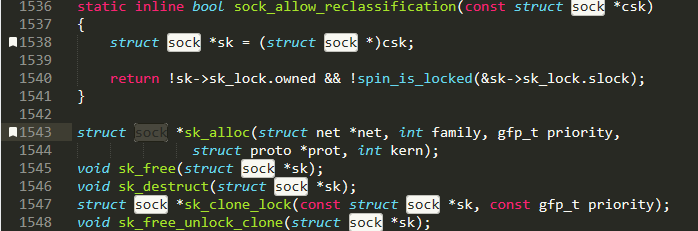 1536 static inline bool sock_allow_reclassification(const struct sock *csk)
1537 {
1538     struct sock *sk = (struct sock *)csk;
1539
1540     return !sk->sk_lock.owned && !spin_is_locked(&sk->sk_lock.slock);
1541 }
1542
1543 struct sock *sk_alloc(struct net *net, int family, gfp_t priority,
1544               struct proto *prot, int kern);
1545 void sk_free(struct sock *sk);
1546 void sk_destruct(struct sock *sk);
1547 struct sock *sk_clone_lock(const struct sock *sk, const gfp_t priority);
1548 void sk_free_unlock_clone(struct sock *sk);